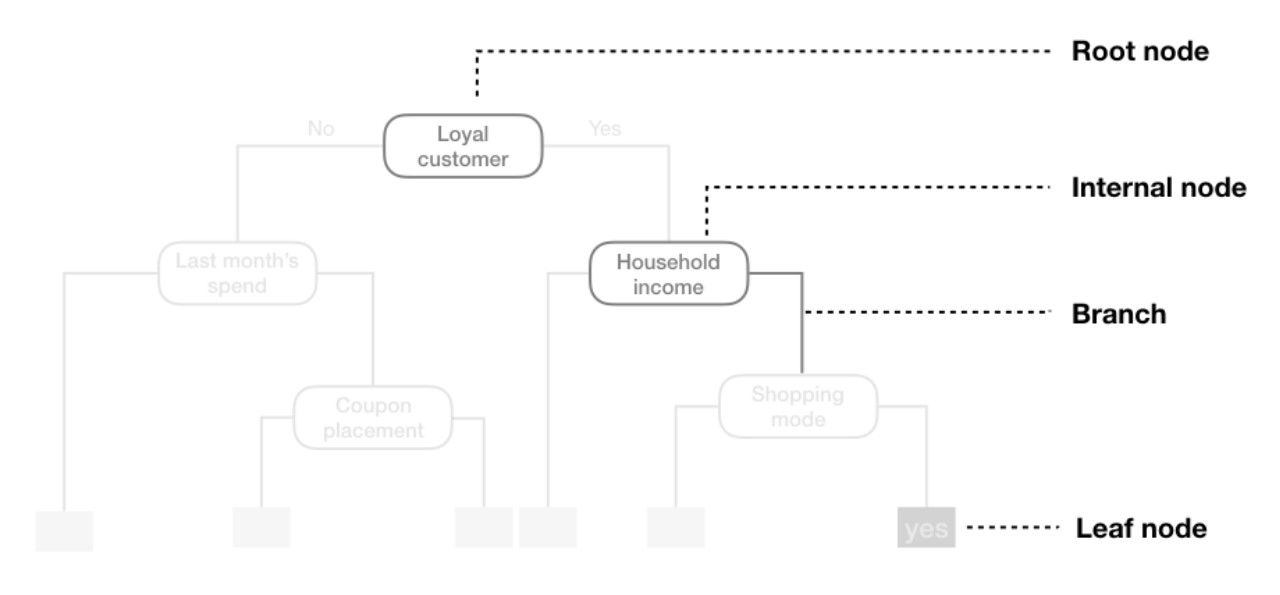 Root node
No
Loyal
customer
Yes
Internal node
Last month's
spend
Household
income
Branch
Coupon
placement
Shopping
mode
yes
Leaf node